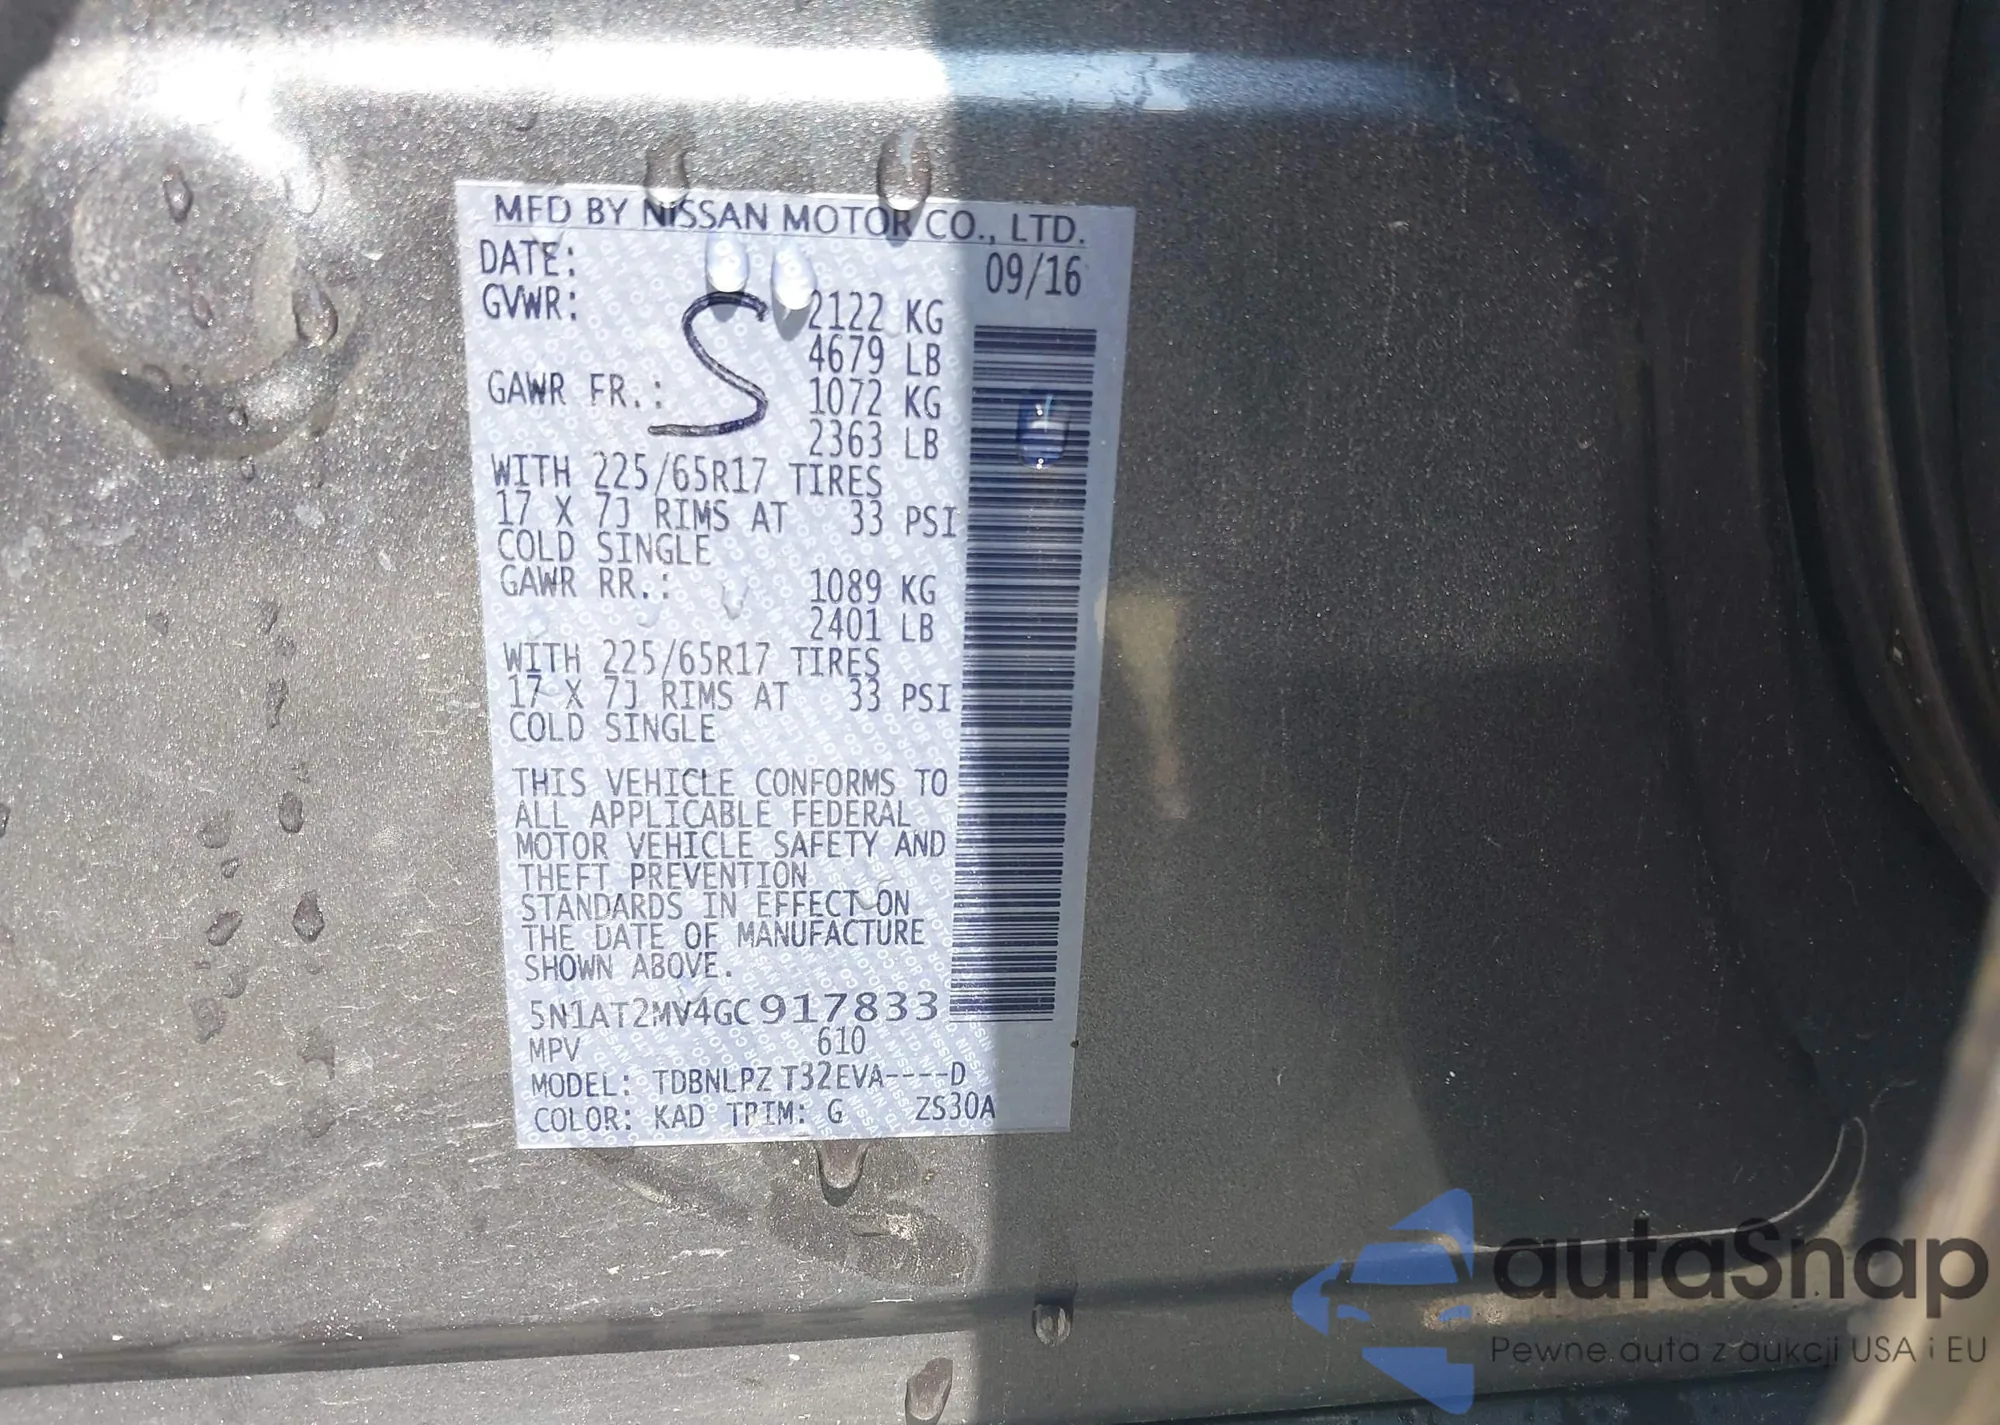 MFD BY NISSAN MOTOR CO., LTD.
DATE: 09/16
GVWR: 2122 KG
4679 LB
GAWR FR.: 1072 KG
2363 LB
S
WITH 225/65R17 TIRES
17 X 7J RIMS AT 33 PSI
COLD SINGLE
GAWR RR.: 1089 KG
2401 LB
WITH 225/65R17 TIRES
17 X 7J RIMS AT 33 PSI
COLD SINGLE
THIS VEHICLE CONFORMS TO
ALL APPLICABLE FEDERAL
MOTOR VEHICLE SAFETY AND
THEFT PREVENTION
STANDARDS IN EFFECT ON
THE DATE OF MANUFACTURE
SHOWN ABOVE.
5N1AT2MV4GC917833
MPV 610
MODEL: TDBNLPZ T32EVA----D
COLOR: KAD TRIM: G ZS30A
autaSnap
Pewne auta z aukcji USA i EU